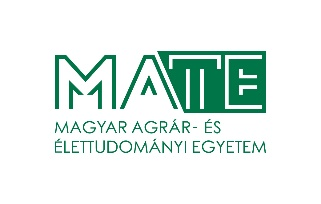 MATE
MAGYAR AGRÁR- ÉS
ÉLETTUDOMÁNYI EGYETEM